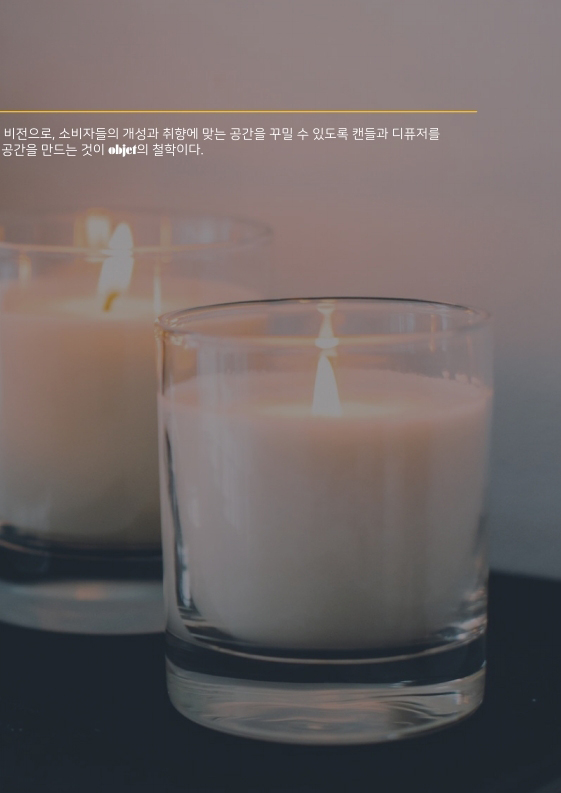 비전으로, 소비자들의 개성과 취향에 맞는 공간을 꾸밀 수 있도록 캔들과 디퓨저를
공간을 만드는 것이 objet의 철학이다.